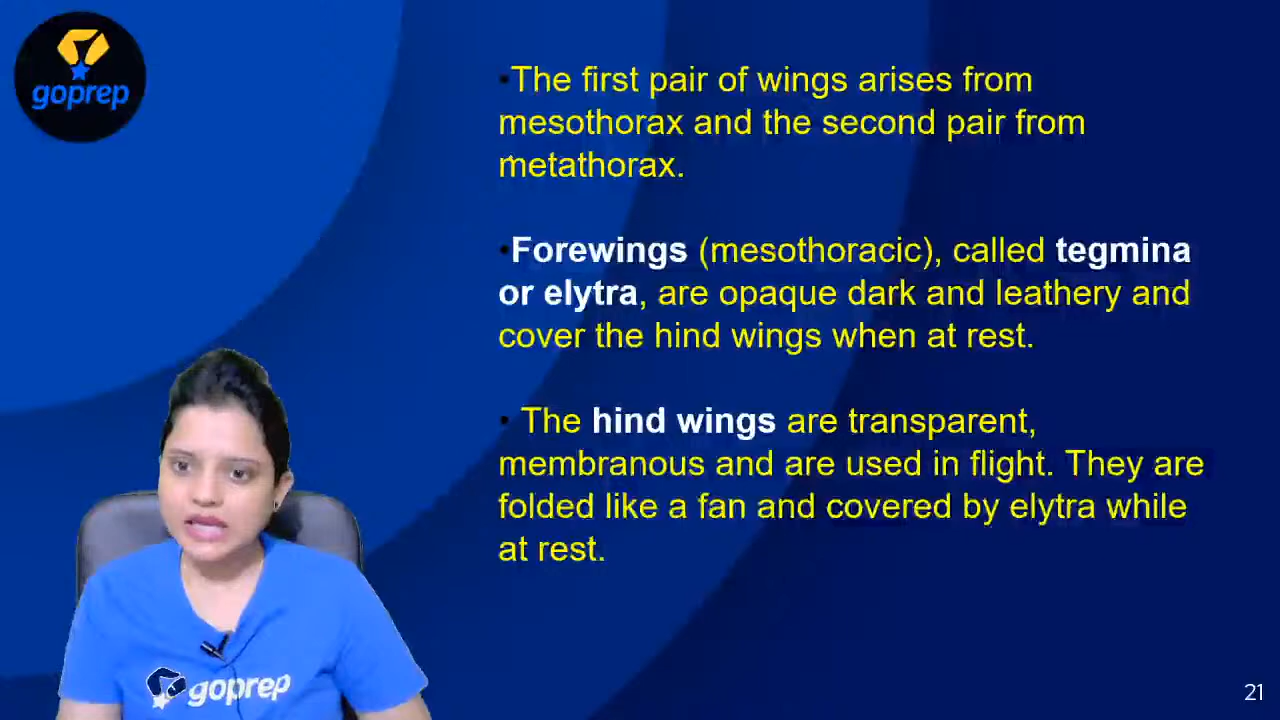 goprep
•The first pair of wings arises from
mesothorax and the second pair from
metathorax.
•Forewings (mesothoracic), called tegmina
or elytra, are opaque dark and leathery and
cover the hind wings when at rest.
• The hind wings are transparent,
membranous and are used in flight. They are
folded like a fan and covered by elytra while
at rest.
goprep
21